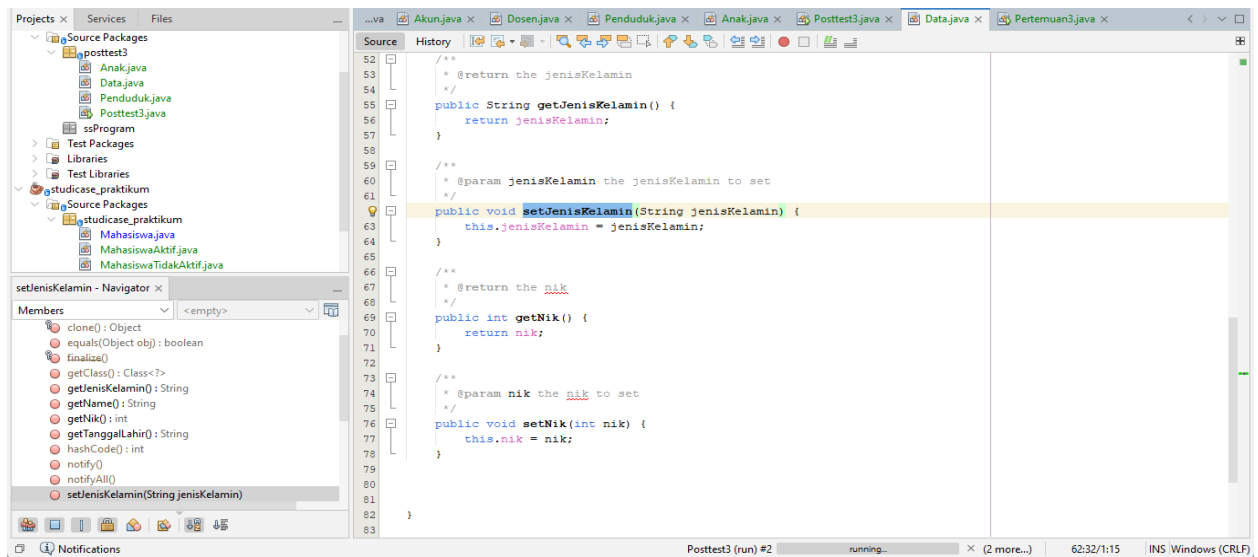 Projects Services Files
Source Packages
posttest3
Anak.java
Data.java
Penduduk.java
Posttest3.java
ssProgram
Test Packages
Libraries
Test Libraries
studicase_praktikum
Source Packages
studicase_praktikum
Mahasiswa.java
MahasiswaAktif.java
MahasiswaTidakAktif.java
setJenisKelamin - Navigator
Members <empty>
clone() : Object
equals(Object obj) : boolean
finalize()
getClass() : Class<?>
getJenisKelamin() : String
getName() : String
getNik() : int
getTanggalLahir() : String
hashCode() : int
notify()
notifyAll()
setJenisKelamin(String jenisKelamin)
...va Akun.java Dosen.java Penduduk.java Anak.java Posttest3.java Data.java Pertemuan3.java
Source History
52 /**
53 * @return the jenisKelamin
54 */
55 public String getJenisKelamin() {
56 return jenisKelamin;
57 }
58
59 /**
60 * @param jenisKelamin the jenisKelamin to set
61 */
public void setJenisKelamin(String jenisKelamin) {
63 this.jenisKelamin = jenisKelamin;
64 }
65
66 /**
67 * @return the nik
68 */
69 public int getNik() {
70 return nik;
71 }
72
73 /**
74 * @param nik the nik to set
75 */
76 public void setNik(int nik) {
77 this.nik = nik;
78 }
79
80
81
82 }
83
Notifications Posttest3 (run) #2 running... (2 more...) 62:32/1:15 INS Windows (CRLF)